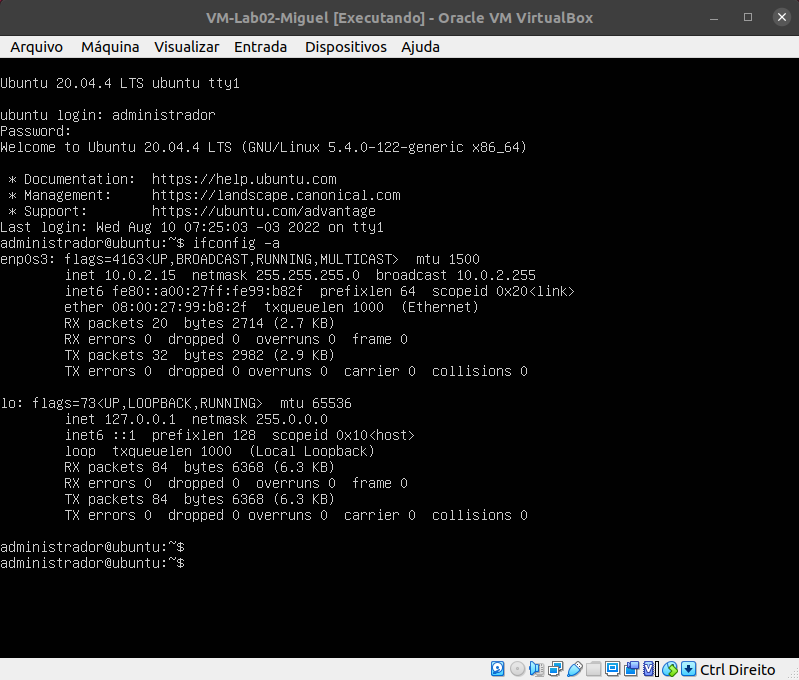 VM-Lab02-Miguel [Executando] - Oracle VM VirtualBox
Arquivo Máquina Visualizar Entrada Dispositivos Ajuda
Ubuntu 20.04.4 LTS ubuntu tty1
ubuntu login: administrador
Password:
Welcome to Ubuntu 20.04.4 LTS (GNU/Linux 5.4.0-122-generic x86_64)
* Documentation:  https://help.ubuntu.com
* Management:     https://landscape.canonical.com
* Support:        https://ubuntu.com/advantage
Last login: Wed Aug 10 07:25:03 -03 2022 on tty1
administrador@ubuntu:~$ ifconfig -a
enp0s3: flags=4163<UP,BROADCAST,RUNNING,MULTICAST>  mtu 1500
inet 10.0.2.15  netmask 255.255.255.0  broadcast 10.0.2.255
inet6 fe80::a00:27ff:fe99:b82f  prefixlen 64  scopeid 0x20<link>
ether 08:00:27:99:b8:2f  txqueuelen 1000  (Ethernet)
RX packets 20  bytes 2714 (2.7 KB)
RX errors 0  dropped 0  overruns 0  frame 0
TX packets 32  bytes 2982 (2.9 KB)
TX errors 0  dropped 0 overruns 0  carrier 0  collisions 0
lo: flags=73<UP,LOOPBACK,RUNNING>  mtu 65536
inet 127.0.0.1  netmask 255.0.0.0
inet6 ::1  prefixlen 128  scopeid 0x10<host>
loop  txqueuelen 1000  (Local Loopback)
RX packets 84  bytes 6368 (6.3 KB)
RX errors 0  dropped 0  overruns 0  frame 0
TX packets 84  bytes 6368 (6.3 KB)
TX errors 0  dropped 0 overruns 0  carrier 0  collisions 0
administrador@ubuntu:~$
administrador@ubuntu:~$
Ctrl Direito